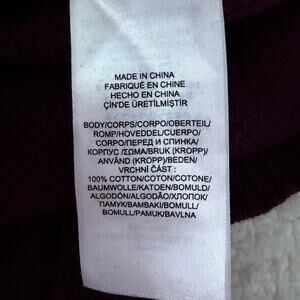 MADE IN CHINA
FABRIQUÉ EN CHINE
HECHO EN CHINA
ÇİN'DE ÜRETİLMİŞTİR
BODY/CORPS/CORPO/OBERTEIL/
ROMP/HOVEDDEL/CUERPO/
CORPO/ПЕРЕД И СПИНКА/
КОРПУС /ΣΩΜΑ/BRUK (KROPP)/
ANVÄND (KROPP)/BEDEN/
VRCHNÍ ČÁST :
100% COTTON/COTON/COTONE/
BAUMWOLLE/KATOEN/BOMULD/
ALGODÓN/ALGODÃO/ХЛОПОК/
ПАМУК/BAMBAKI/BOMULL/
BOMULL/PAMUK/BAVLNA